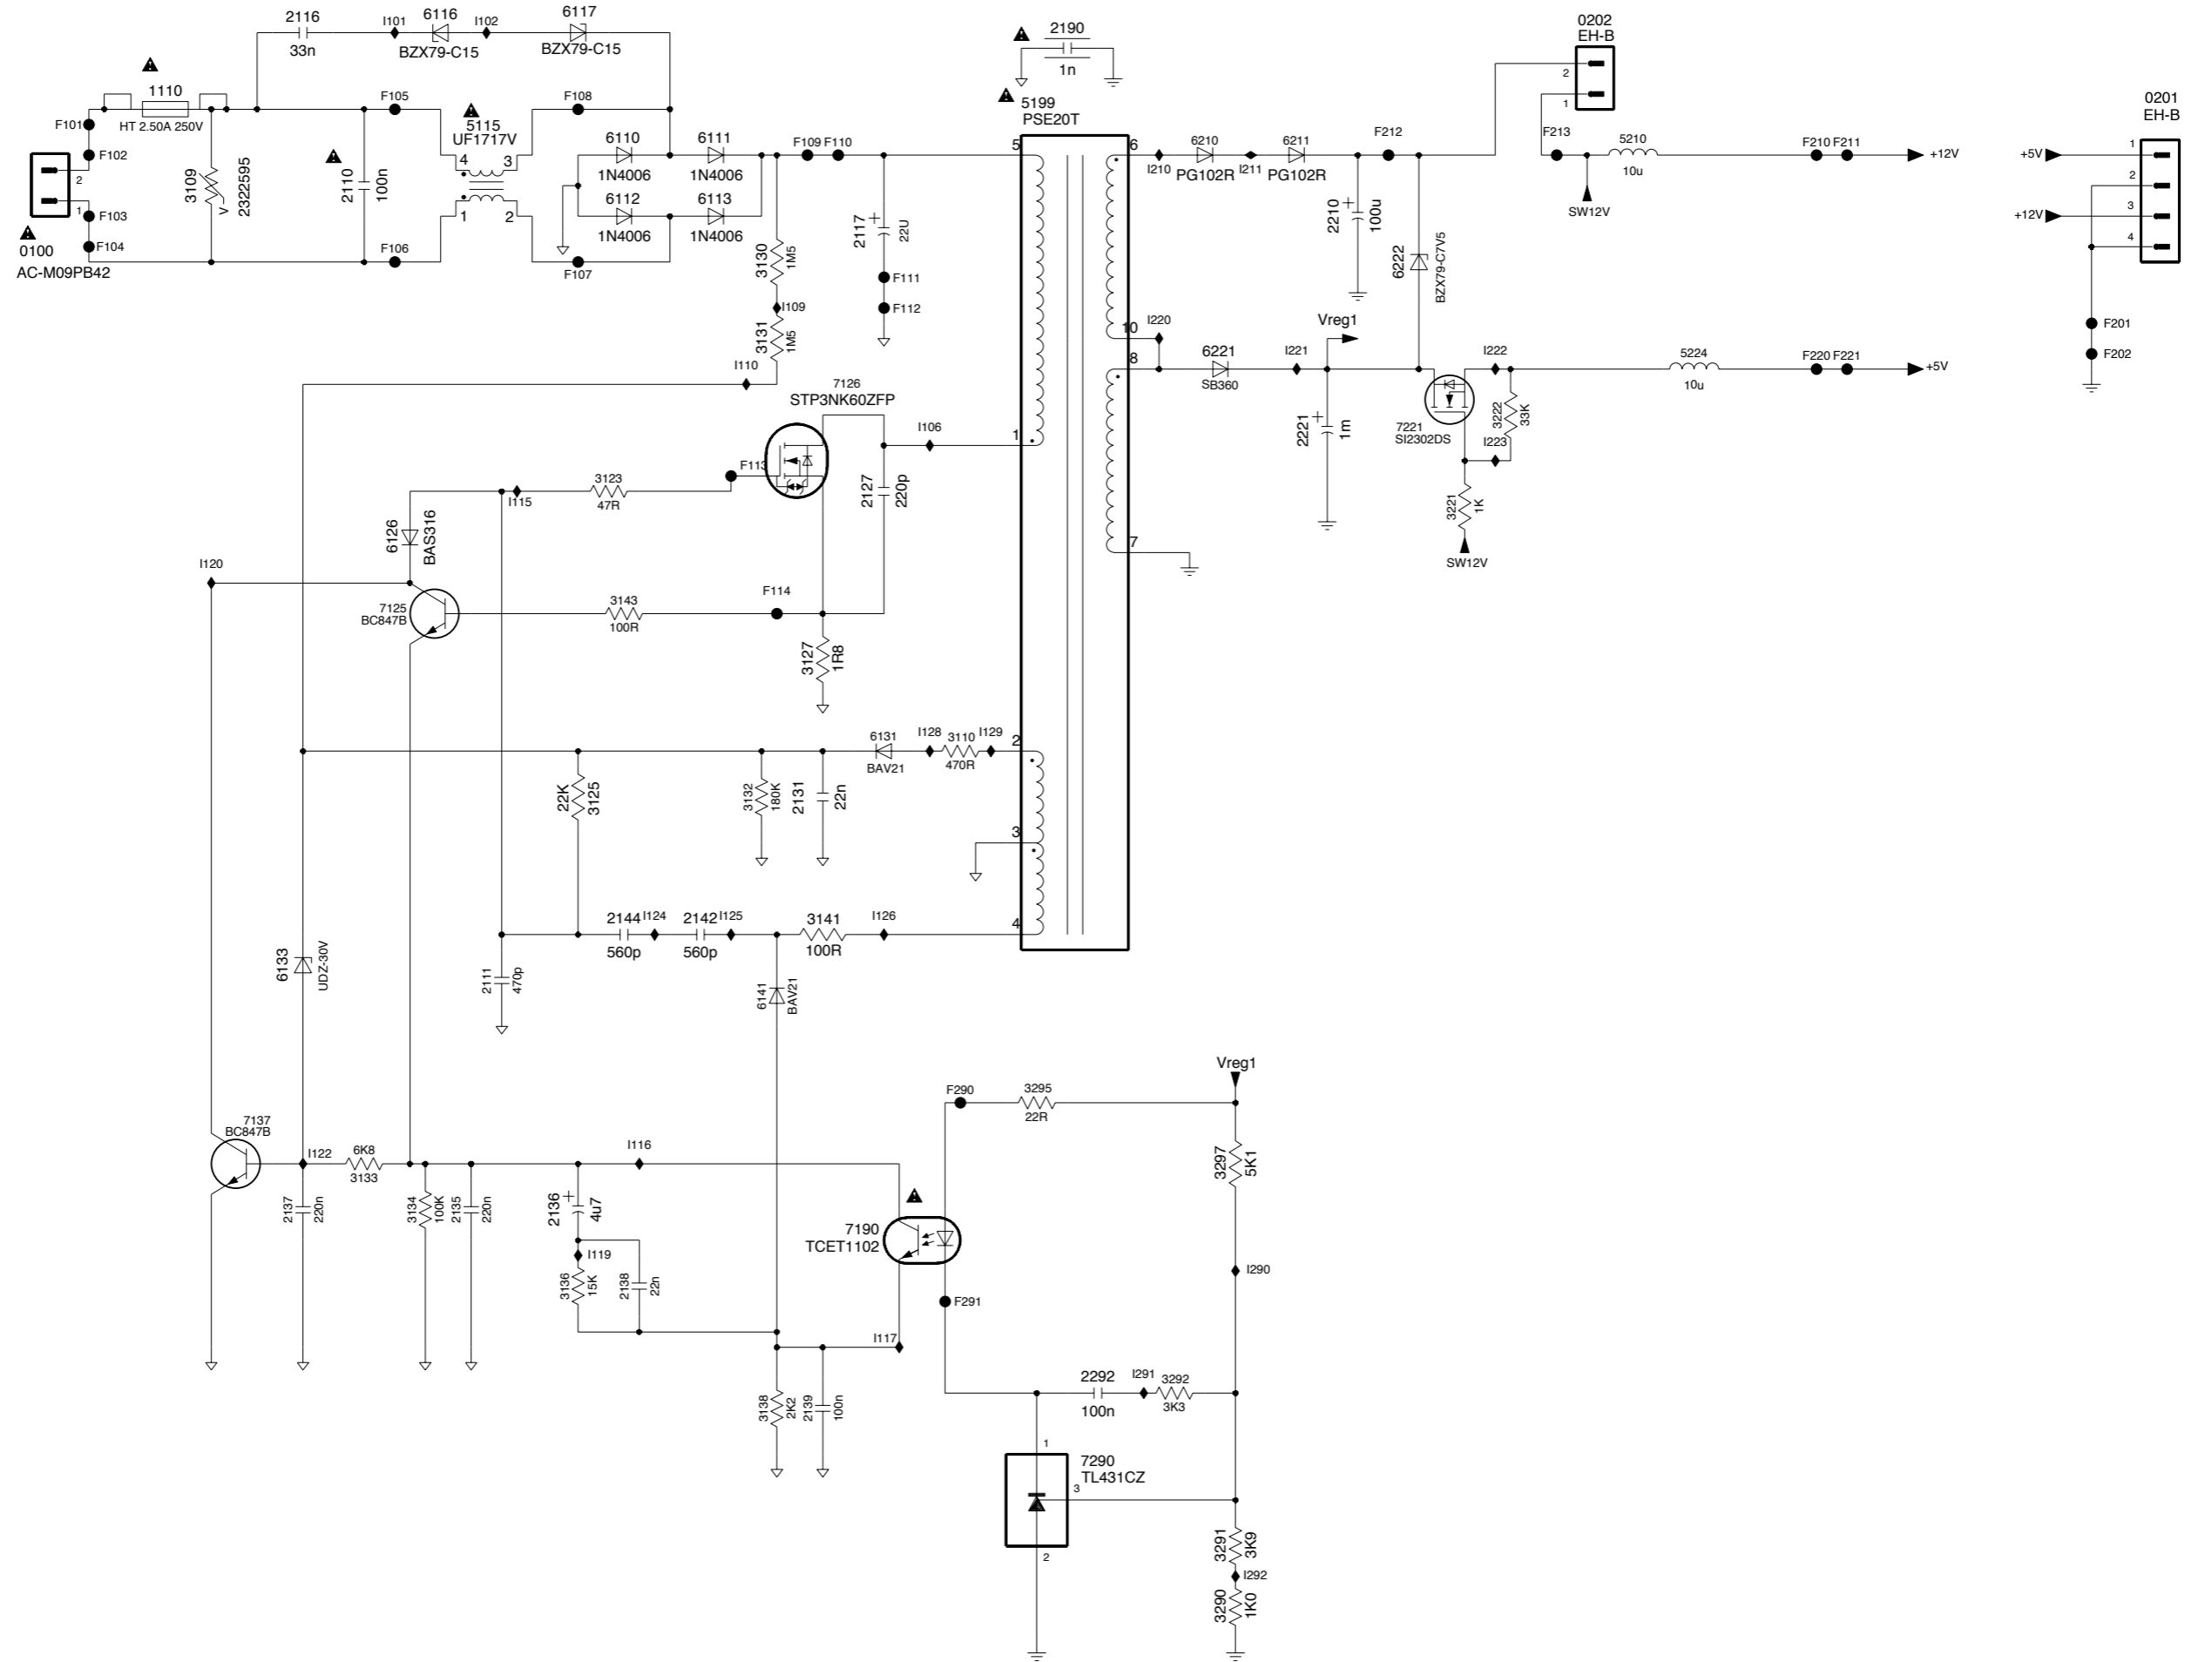 2116
33n
I101
6116
BZX79-C15
I102
6117
BZX79-C15
1110
HT 2.50A 250V
F101
F102
2
1
F103
F104
0100
AC-M09PB42
3109
V
2322595
2110
100n
F105
F106
5115
UF1717V
4
3
1
2
F108
F107
6110
1N4006
6111
1N4006
6112
1N4006
6113
1N4006
F109
F110
2117
+
22U
F111
F112
3130
1M5
I109
3131
1M5
I110
2190
1n
5199
PSE20T
5
1
2
3
4
6
10
8
7
I210
6210
PG102R
I211
6211
PG102R
F212
2210
+
100u
6222
BZX79-C7V5
0202
EH-B
2
1
F213
SW12V
5210
10u
F210
F211
+12V
0201
EH-B
+5V
1
2
+12V
3
4
F201
F202
I220
6221
SB360
I221
Vreg1
2221
+
1m
7221
SI2302DS
I222
3222
33K
I223
3221
1K
SW12V
5224
10u
F220
F221
+5V
7126
STP3NK60ZFP
F113
I106
2127
220p
3123
47R
I115
6126
BAS316
I120
7125
BC847B
3143
100R
F114
3127
1R8
6131
BAV21
I128
3110
470R
I129
22K
3125
3132
180K
2131
22n
2144
560p
I124
2142
560p
I125
3141
100R
I126
2111
470p
6141
BAV21
6133
UDZ-30V
7137
BC847B
I122
6K8
3133
2137
220n
3134
100K
2135
220n
I116
2136
+
4u7
I119
3136
15K
2138
22n
3138
2K2
2139
100n
I117
7190
TCET1102
F290
3295
22R
Vreg1
3297
5K1
I290
F291
2292
100n
I291
3292
3K3
1
7290
TL431CZ
3
2
3291
3K9
I292
3290
1K0